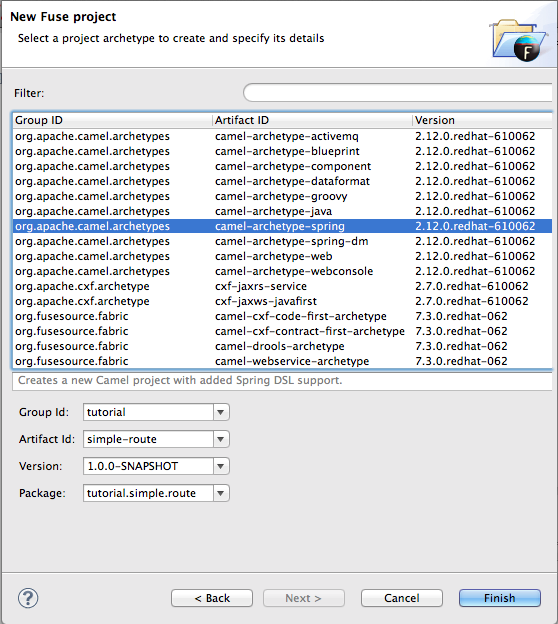 New Fuse project
Select a project archetype to create and specify its details
F
Filter:
Group ID Artifact ID Version
org.apache.camel.archetypes camel-archetype-activemq 2.12.0.redhat-610062
org.apache.camel.archetypes camel-archetype-blueprint 2.12.0.redhat-610062
org.apache.camel.archetypes camel-archetype-component 2.12.0.redhat-610062
org.apache.camel.archetypes camel-archetype-dataformat 2.12.0.redhat-610062
org.apache.camel.archetypes camel-archetype-groovy 2.12.0.redhat-610062
org.apache.camel.archetypes camel-archetype-java 2.12.0.redhat-610062
org.apache.camel.archetypes camel-archetype-spring 2.12.0.redhat-610062
org.apache.camel.archetypes camel-archetype-spring-dm 2.12.0.redhat-610062
org.apache.camel.archetypes camel-archetype-web 2.12.0.redhat-610062
org.apache.camel.archetypes camel-archetype-webconsole 2.12.0.redhat-610062
org.apache.cxf.archetype cxf-jaxrs-service 2.7.0.redhat-610062
org.apache.cxf.archetype cxf-jaxws-javafirst 2.7.0.redhat-610062
org.fusesource.fabric camel-cxf-code-first-archetype 7.3.0.redhat-062
org.fusesource.fabric camel-cxf-contract-first-archetype 7.3.0.redhat-062
org.fusesource.fabric camel-drools-archetype 7.3.0.redhat-062
org.fusesource.fabric camel-webservice-archetype 7.3.0.redhat-062
Creates a new Camel project with added Spring DSL support.
Group Id: tutorial
Artifact Id: simple-route
Version: 1.0.0-SNAPSHOT
Package: tutorial.simple.route
? < Back Next > Cancel Finish